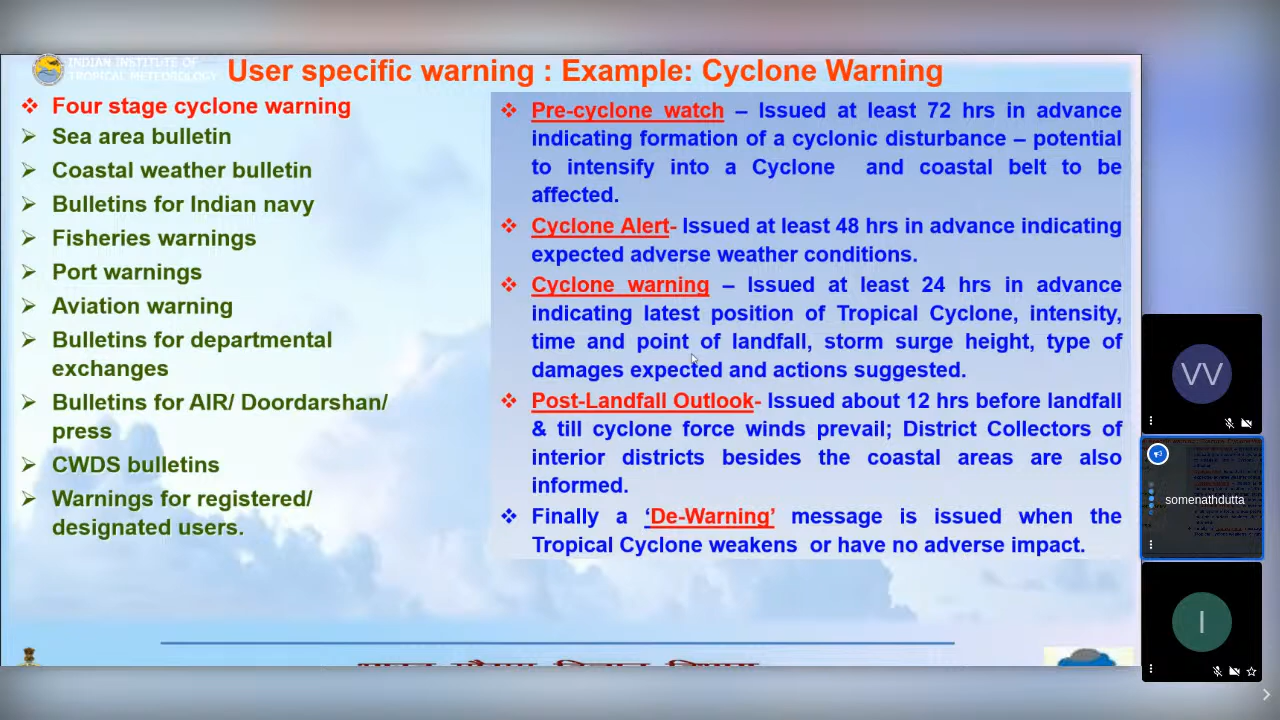 INDIAN INSTITUTE OF
TROPICAL METEOROLOGY
User specific warning : Example: Cyclone Warning
Four stage cyclone warning
Sea area bulletin
Coastal weather bulletin
Bulletins for Indian navy
Fisheries warnings
Port warnings
Aviation warning
Bulletins for departmental
exchanges
Bulletins for AIR/ Doordarshan/
press
CWDS bulletins
Warnings for registered/
designated users.
Pre-cyclone watch – Issued at least 72 hrs in advance
indicating formation of a cyclonic disturbance – potential
to intensify into a Cyclone and coastal belt to be
affected.
Cyclone Alert- Issued at least 48 hrs in advance indicating
expected adverse weather conditions.
Cyclone warning – Issued at least 24 hrs in advance
indicating latest position of Tropical Cyclone, intensity,
time and point of landfall, storm surge height, type of
damages expected and actions suggested.
Post-Landfall Outlook- Issued about 12 hrs before landfall
& till cyclone force winds prevail; District Collectors of
interior districts besides the coastal areas are also
informed.
Finally a ‘De-Warning’ message is issued when the
Tropical Cyclone weakens or have no adverse impact.
VV
somenathdutta
I